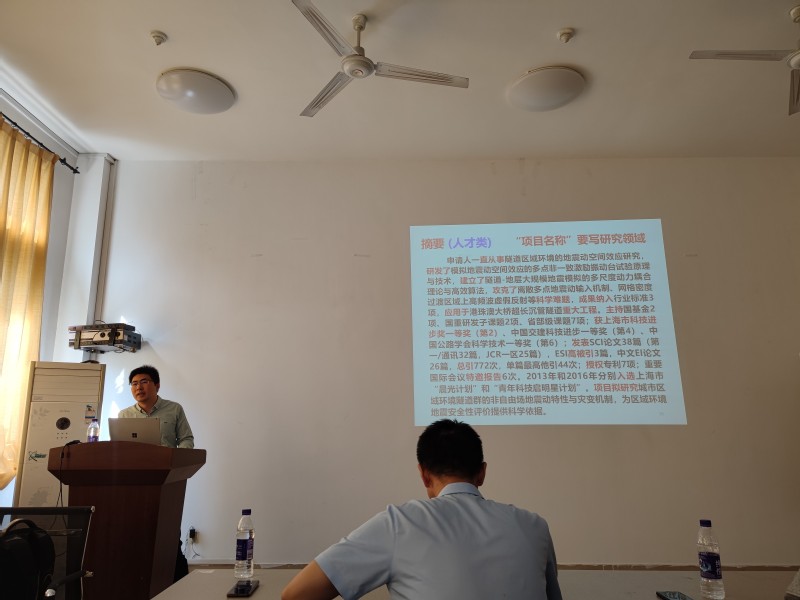 摘要 (人才类) “项目名称”要写研究领域
申请人一直从事隧道区域环境的地震动空间效应研究,
研发了模拟地震动空间效应的多点非一致激励振动台试验原理
与技术，建立了隧道-地层大规模地震模拟的多尺度动力耦合
理论与高效算法，攻克了离散多点地震动输入机制、网格密度
过渡区域上高频波虚假反射等科学难题，成果纳入行业标准3
项，应用于港珠澳大桥超长沉管隧道重大工程。主持国基金2
项、国重研发子课题2项、省部级课题7项；获上海市科技进
步奖一等奖（第2）、中国交建科技进步一等奖（第4）、中
国公路学会科学技术一等奖（第6）；发表SCI论文38篇（第
一/通讯32篇，JCR一区25篇），ESI高被引3篇，中文EI论文
26篇，总引772次，单篇最高他引44次；授权专利7项；重要
国际会议特邀报告6次。2013年和2016年分别入选上海市
“晨光计划”和“青年科技启明星计划”。项目拟研究城市区
域环境隧道群的非自由场地震动特性与灾变机制，为区域环境
地震安全性评价提供科学依据。